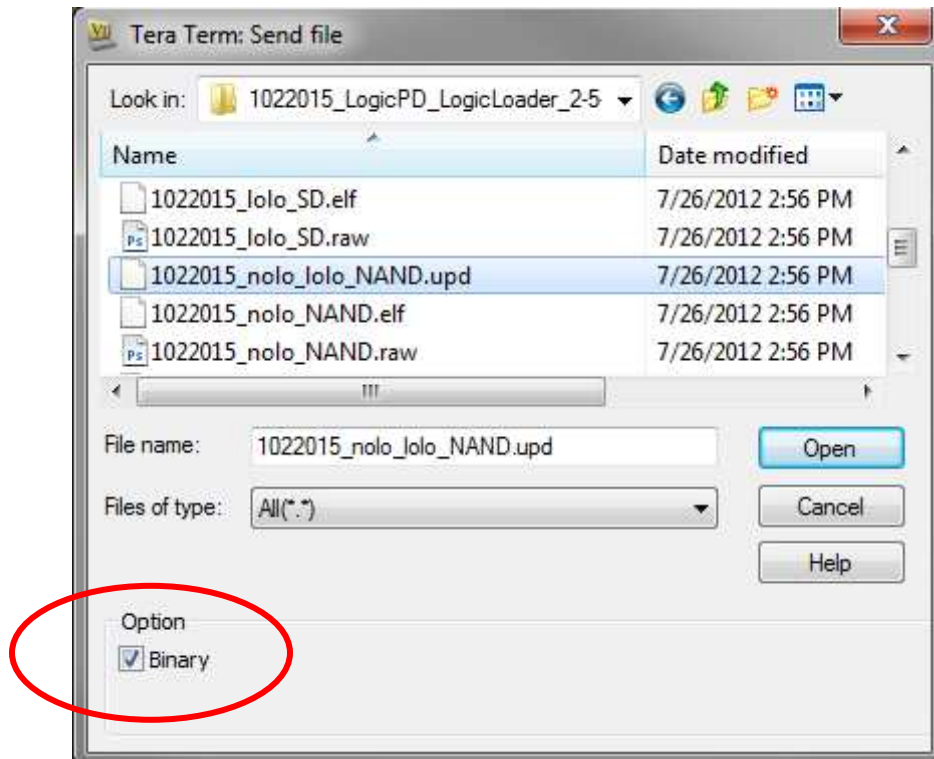 Tera Term: Send file
Look in: 1022015_LogicPD_LogicLoader_2-5
Name Date modified
1022015_lolo_SD.elf 7/26/2012 2:56 PM
Ps 1022015_lolo_SD.raw 7/26/2012 2:56 PM
1022015_nolo_lolo_NAND.upd 7/26/2012 2:56 PM
1022015_nolo_NAND.elf 7/26/2012 2:56 PM
Ps 1022015_nolo_NAND.raw 7/26/2012 2:56 PM
File name: 1022015_nolo_lolo_NAND.upd Open
Files of type: All(*.*) Cancel
Help
Option
Binary